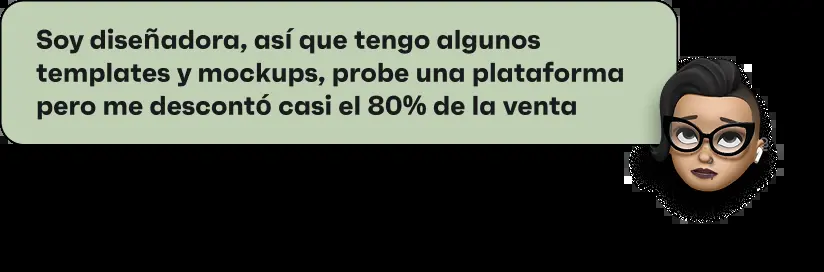 Soy diseñadora, así que tengo algunos
templates y mockups, probe una plataforma
pero me descontó casi el 80% de la venta